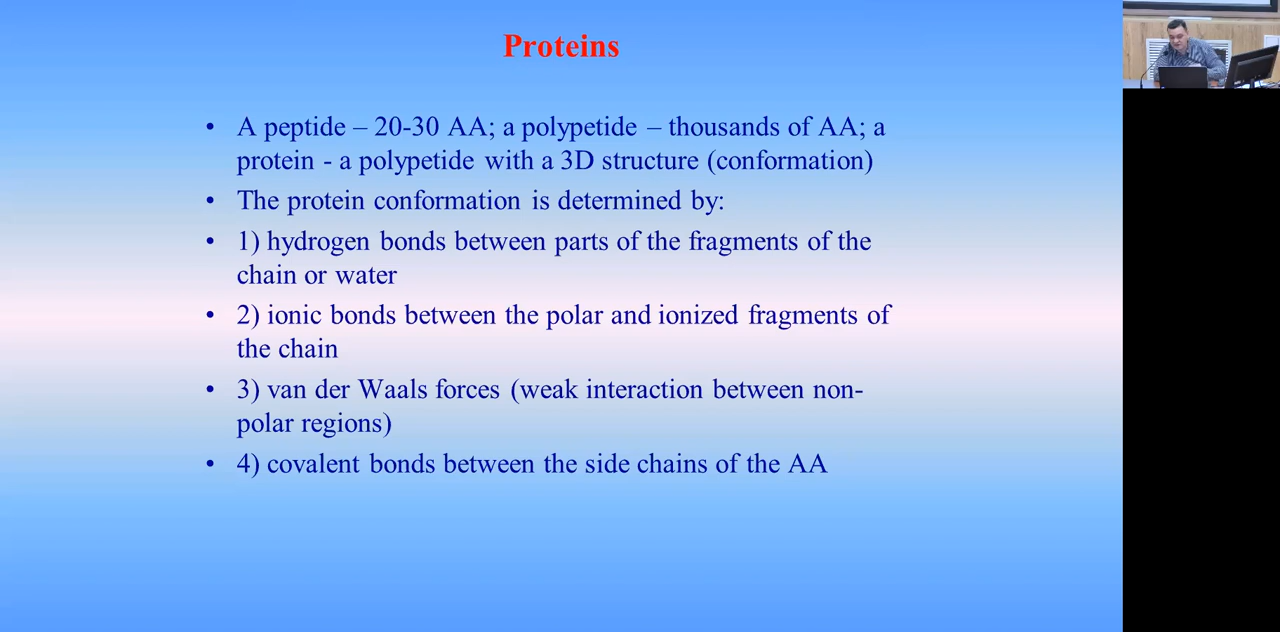 Proteins
• A peptide – 20-30 AA; a polypetide – thousands of AA; a
protein - a polypetide with a 3D structure (conformation)
• The protein conformation is determined by:
• 1) hydrogen bonds between parts of the fragments of the
chain or water
• 2) ionic bonds between the polar and ionized fragments of
the chain
• 3) van der Waals forces (weak interaction between non-
polar regions)
• 4) covalent bonds between the side chains of the AA